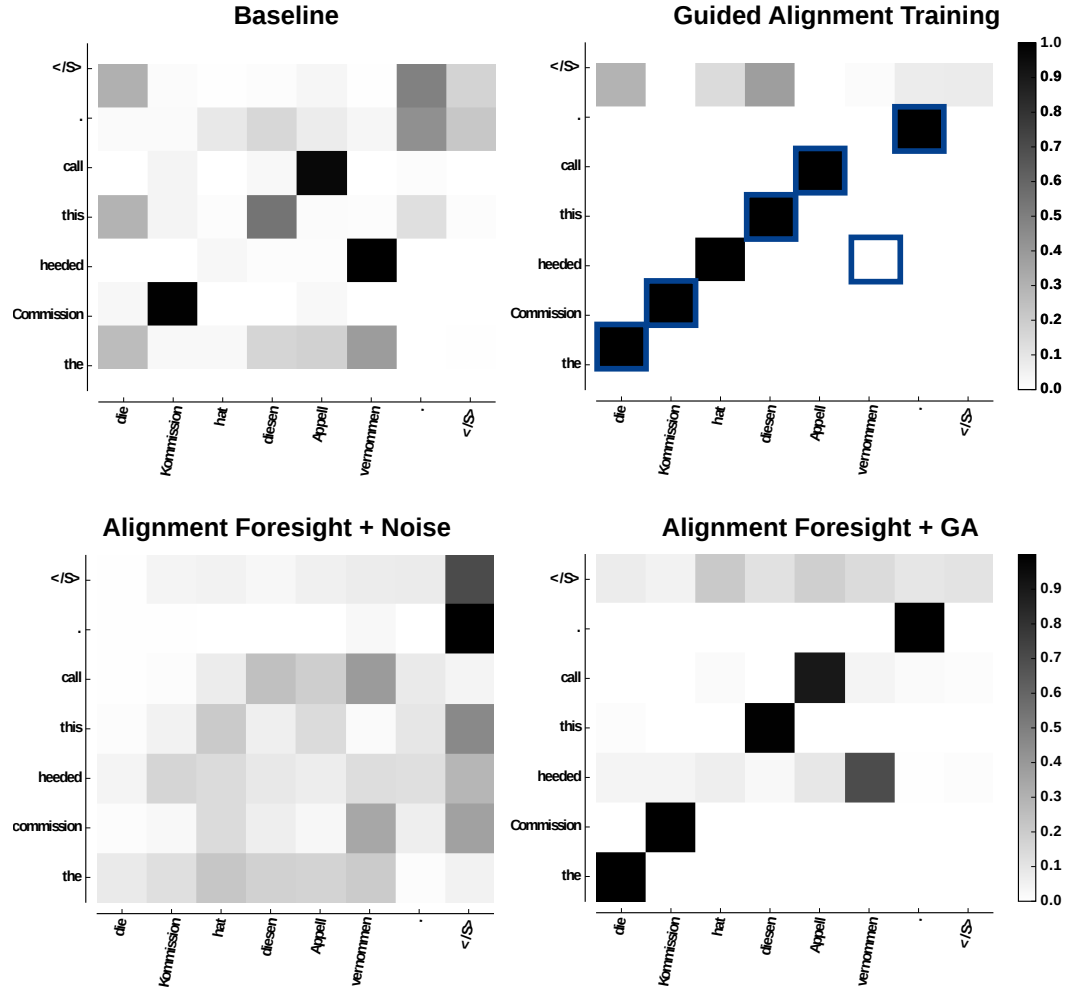 Baseline
</S>
.
call
this
heeded
Commission
the
die
Kommission
hat
diesen
Appell
vernommen
.
</S>
Guided Alignment Training
</S>
.
call
this
heeded
Commission
the
die
Kommission
hat
diesen
Appell
vernommen
.
</S>
1.0
0.9
0.8
0.7
0.6
0.5
0.4
0.3
0.2
0.1
0.0
Alignment Foresight + Noise
</S>
.
call
this
heeded
commission
the
die
Kommission
hat
diesen
Appell
vernommen
.
</S>
Alignment Foresight + GA
</S>
.
call
this
heeded
Commission
the
die
Kommission
hat
diesen
Appell
vernommen
.
</S>
0.9
0.8
0.7
0.6
0.5
0.4
0.3
0.2
0.1
0.0